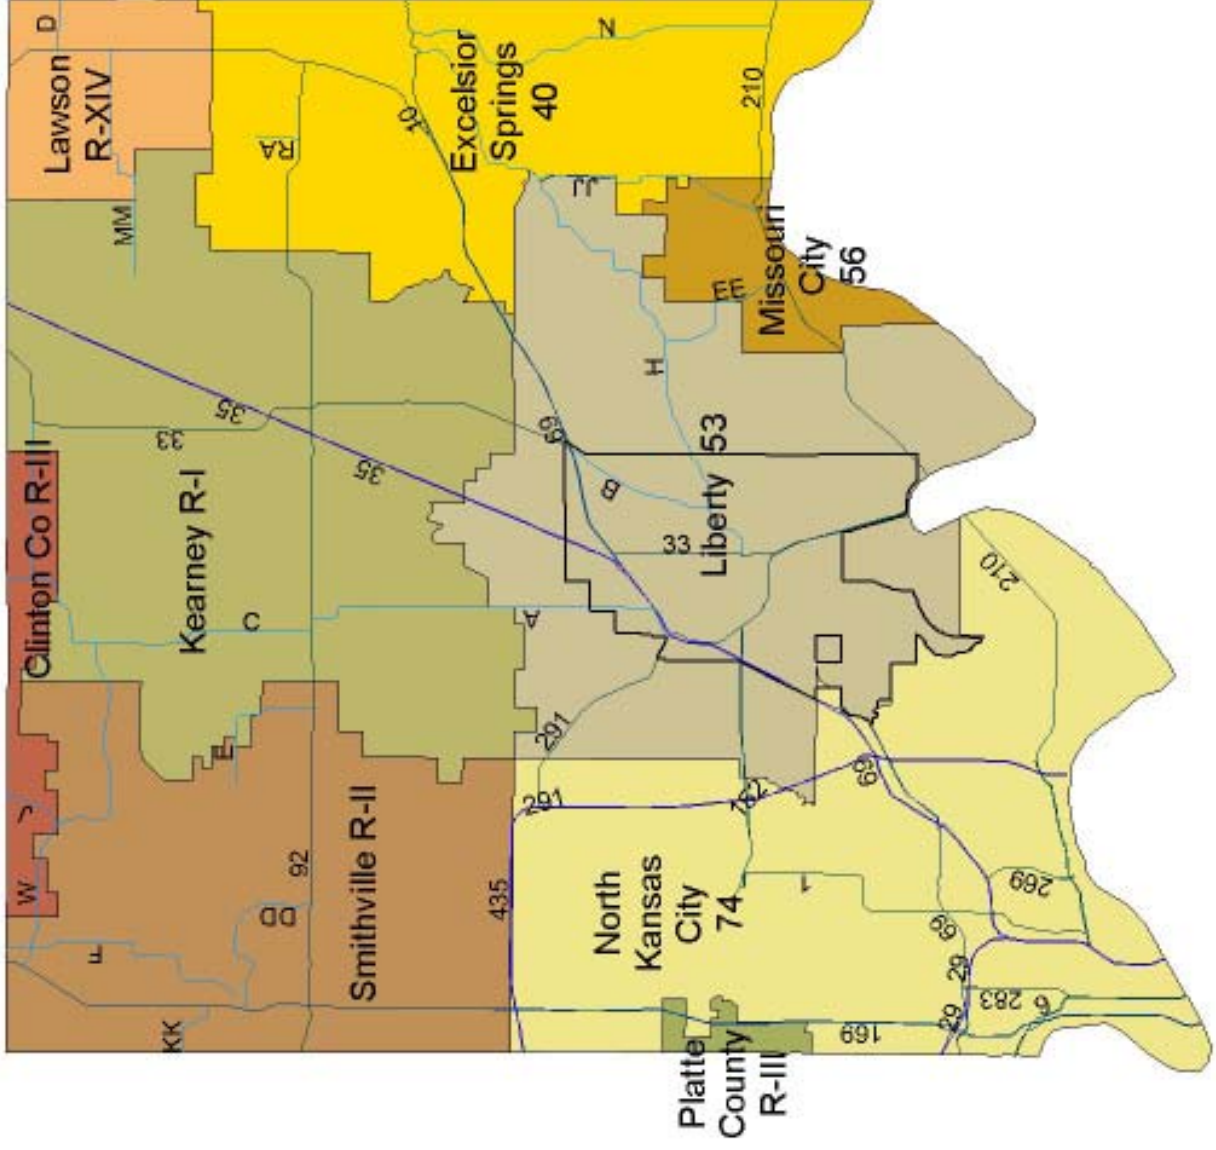 W
J
Clinton Co R-III
D
Lawson
R-XIV
F
KK
MM
33
Kearney R-I
E
C
35
RA
DD
92
Smithville R-II
35
10
Excelsior
Springs
40
N
435
291
291
A
69
JJ
North
Kansas
City
74
B
H
33
Liberty 53
EE
Missouri
City
56
210
Platte
County
R-III
152
1
169
69
69
29
29
210
283
269
9